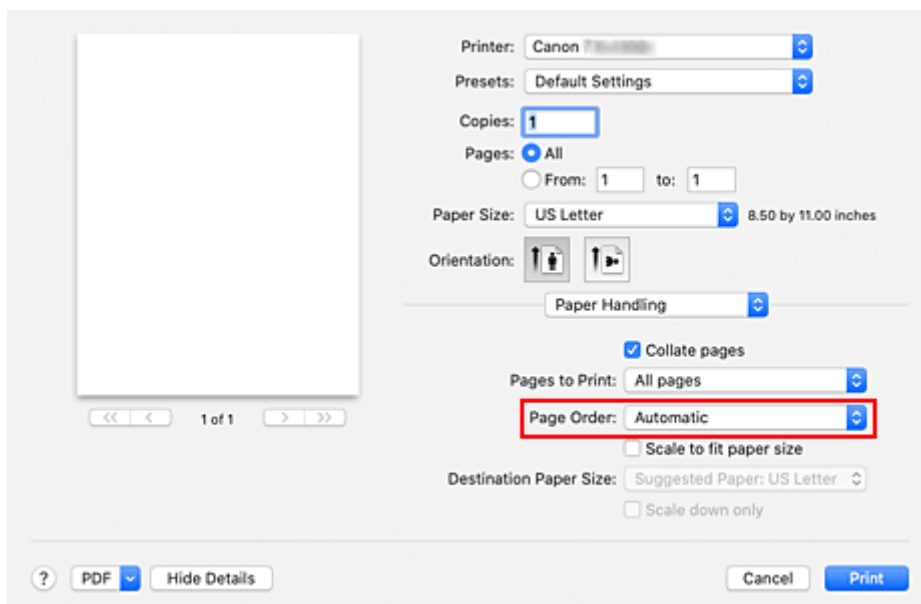 Printer: Canon
Presets: Default Settings
Copies: 1
Pages: All
From: 1 to: 1
Paper Size: US Letter 8.50 by 11.00 inches
Orientation:
Paper Handling
Collate pages
Pages to Print: All pages
<< < 1 of 1 > >>
Page Order: Automatic
Scale to fit paper size
Destination Paper Size: Suggested Paper: US Letter
Scale down only
? PDF Hide Details Cancel Print